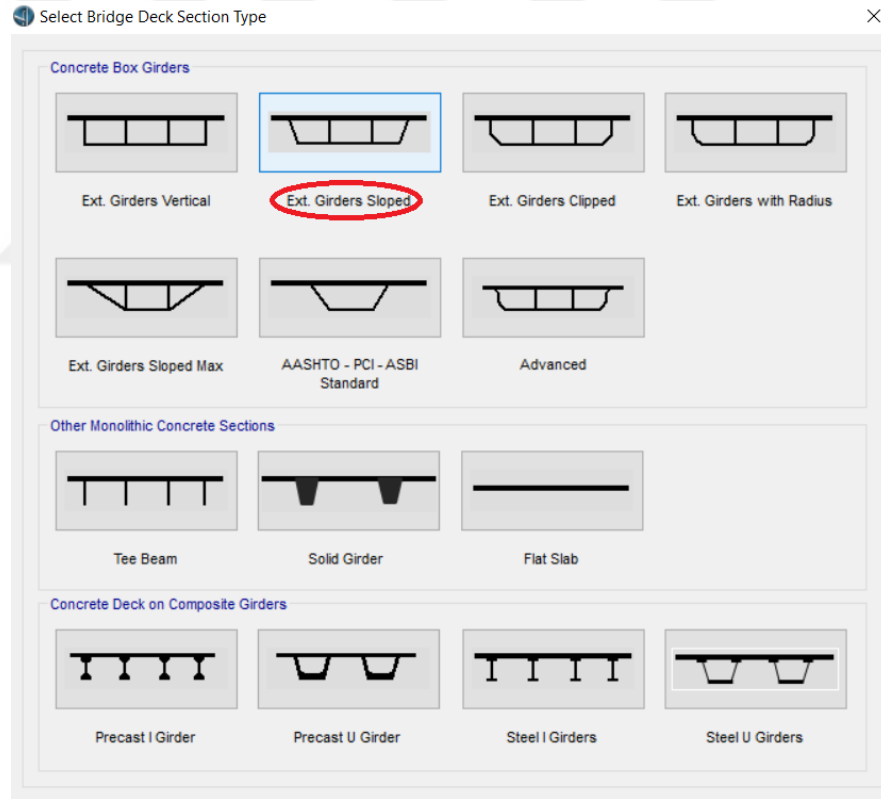 Select Bridge Deck Section Type
Concrete Box Girders
Ext. Girders Vertical
Ext. Girders Sloped
Ext. Girders Clipped
Ext. Girders with Radius
Ext. Girders Sloped Max
AASHTO - PCI - ASBI
Standard
Advanced
Other Monolithic Concrete Sections
Tee Beam
Solid Girder
Flat Slab
Concrete Deck on Composite Girders
Precast I Girder
Precast U Girder
Steel I Girders
Steel U Girders